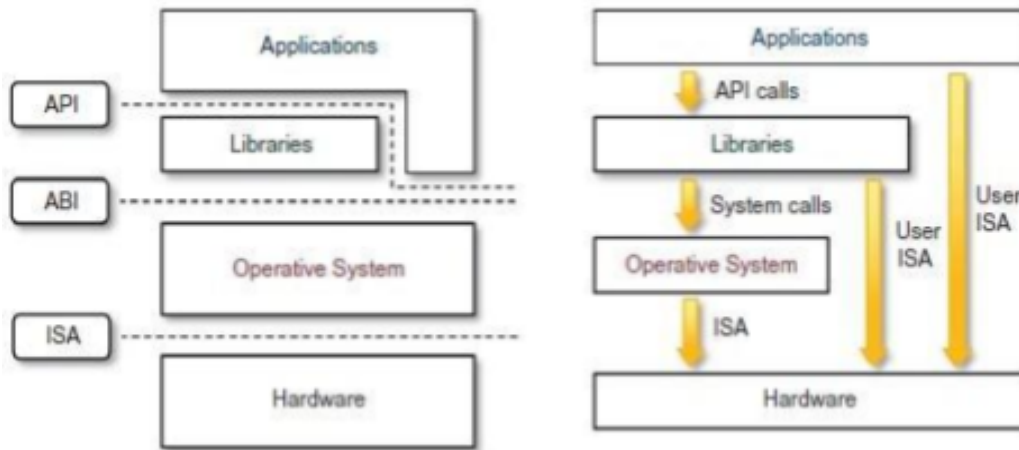 Applications
API
Libraries
ABI
Operative System
ISA
Hardware
Applications
API calls
Libraries
System calls
User
ISA
User
ISA
Operative System
ISA
Hardware